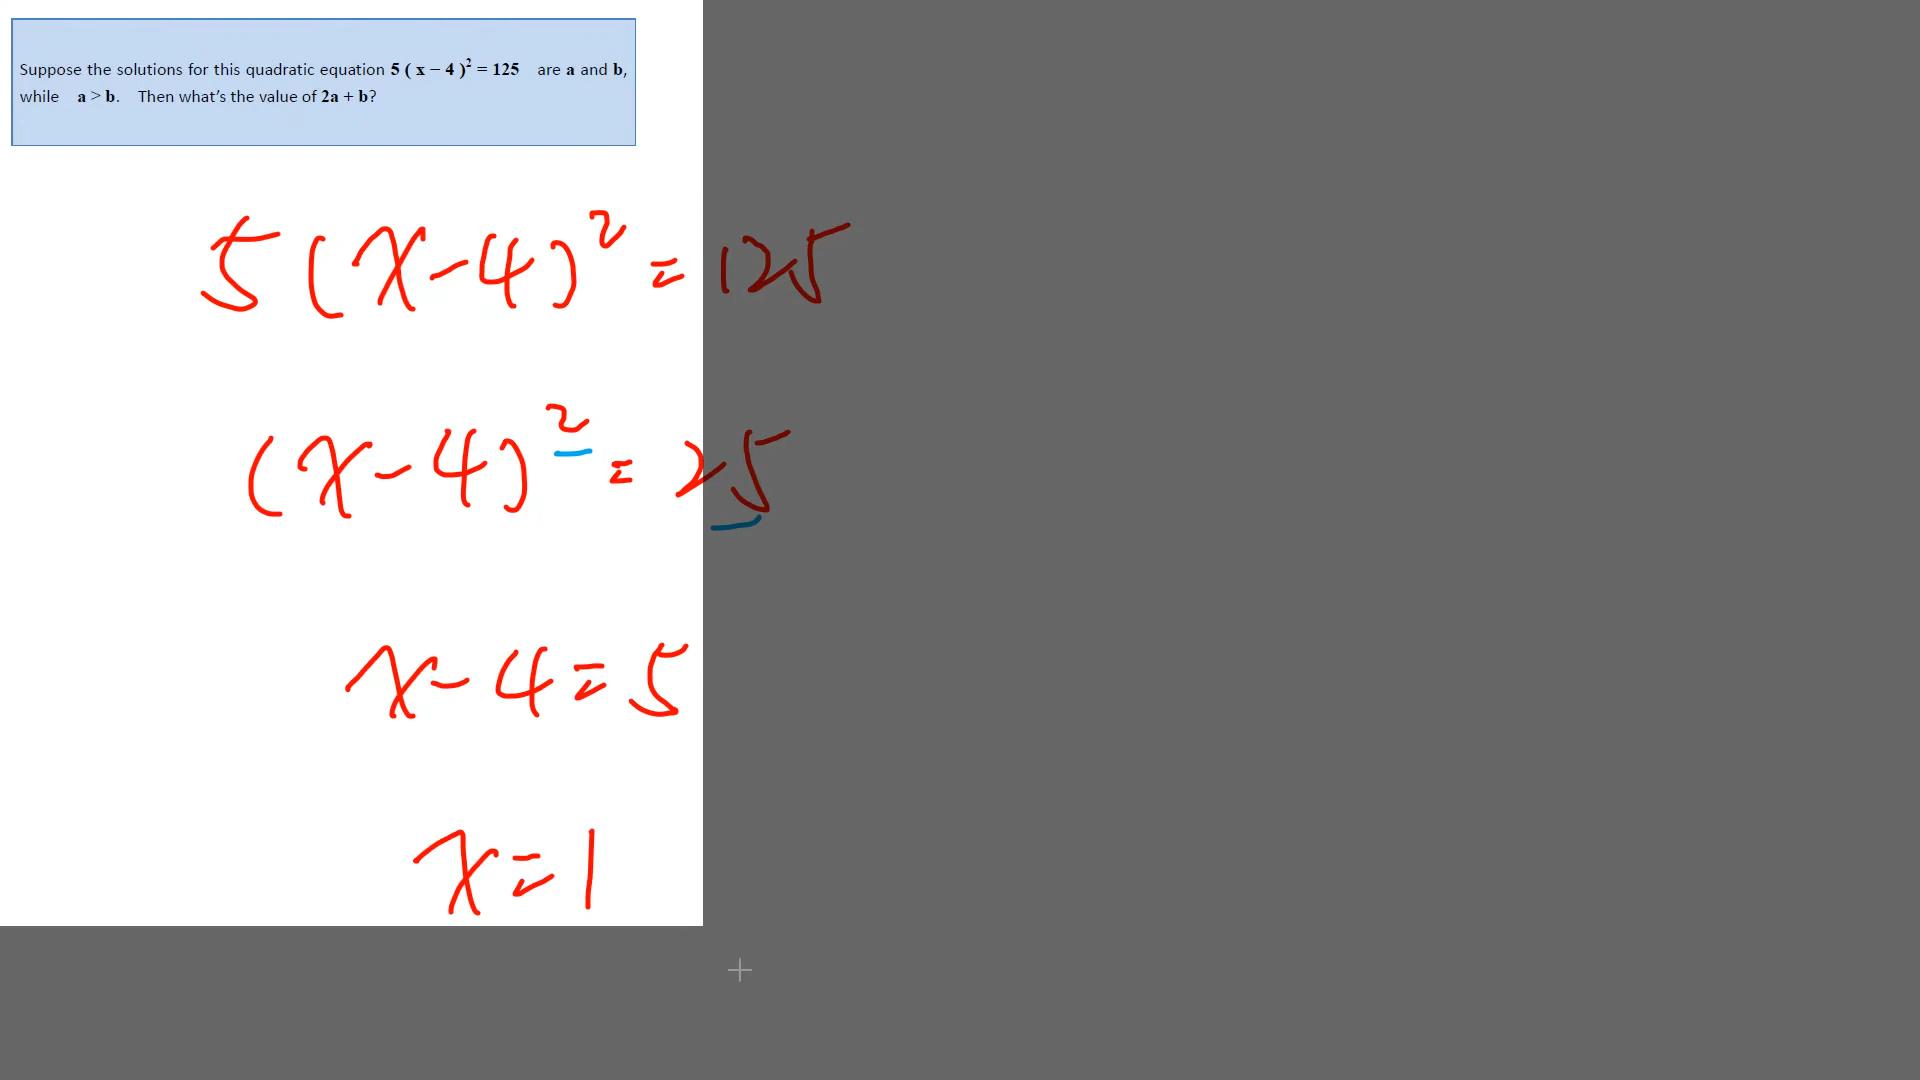 Suppose the solutions for this quadratic equation 5 ( x − 4 )² = 125 are a and b,
while a > b. Then what's the value of 2a + b?
5 (x-4)² = 125
(x-4)² = 25
x-4=5
x=1